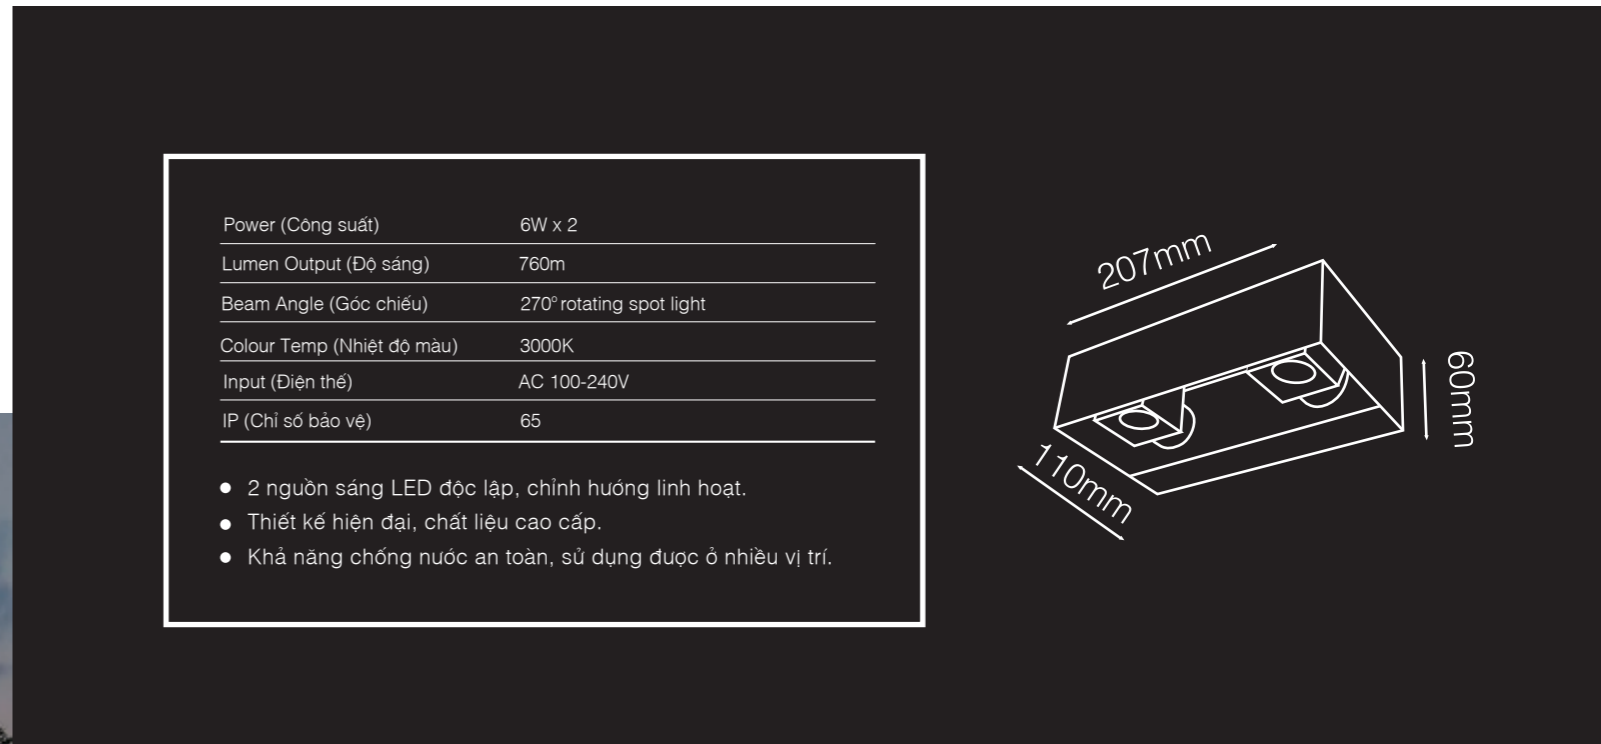 Power (Công suất) 6W x 2
Lumen Output (Độ sáng) 760m
Beam Angle (Góc chiếu) 270° rotating spot light
Colour Temp (Nhiệt độ màu) 3000K
Input (Điện thế) AC 100-240V
IP (Chỉ số bảo vệ) 65
● 2 nguồn sáng LED độc lập, chỉnh hướng linh hoạt.
● Thiết kế hiện đại, chất liệu cao cấp.
● Khả năng chống nước an toàn, sử dụng được ở nhiều vị trí.
207mm
60mm
110mm